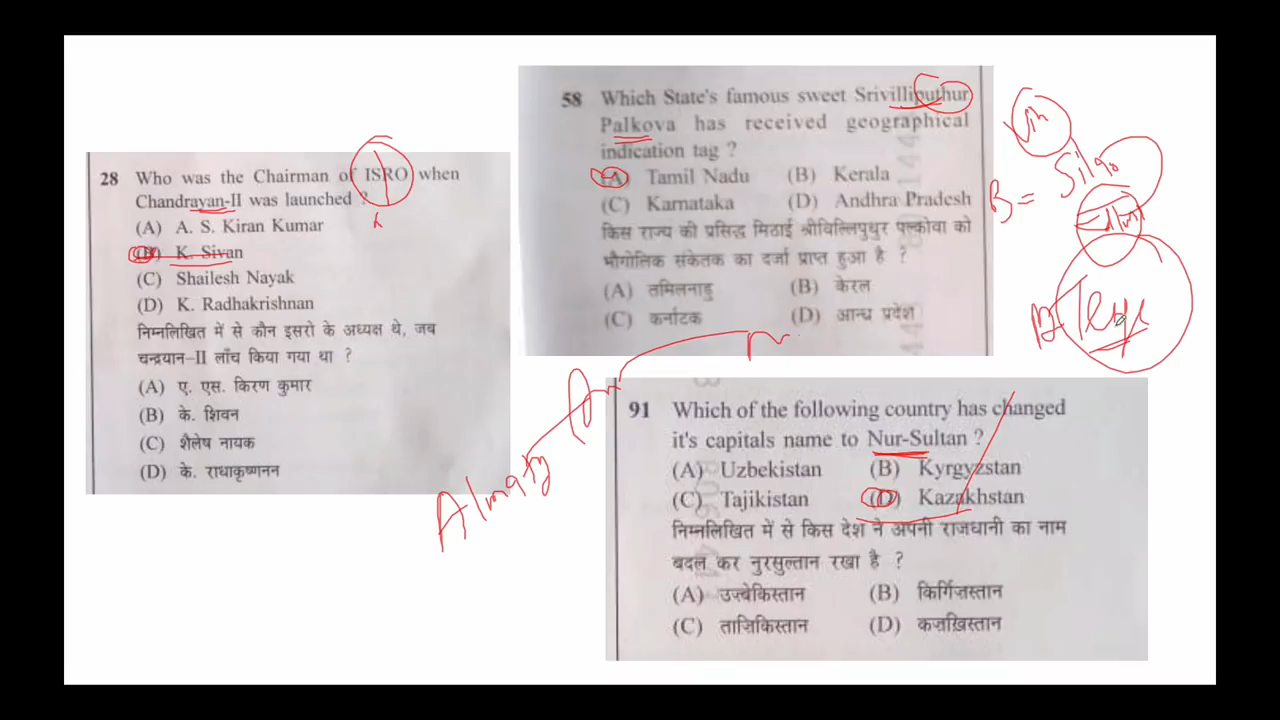 28 Who was the Chairman of ISRO when
Chandrayan-II was launched ?
(A) A. S. Kiran Kumar
(B) K. Sivan
(C) Shailesh Nayak
(D) K. Radhakrishnan
निम्नलिखित में से कौन इसरो के अध्यक्ष थे, जब
चन्द्रयान-II लाँच किया गया था ?
(A) ए. एस. किरण कुमार
(B) के. शिवन
(C) शैलेष नायक
(D) के. राधाकृष्णनन
58 Which State's famous sweet Srivilliputhur
Palkova has received geographical
indication tag ?
(A) Tamil Nadu (B) Kerala
(C) Karnataka (D) Andhra Pradesh
किस राज्य की प्रसिद्ध मिठाई श्रीविल्लिपुथुर पल्कोवा को
भौगोलिक संकेतक का दर्जा प्राप्त हुआ है ?
(A) तमिलनाडु (B) केरल
(C) कर्नाटक (D) आन्ध्र प्रदेश
B =
Almaty
91 Which of the following country has changed
it's capitals name to Nur-Sultan ?
(A) Uzbekistan (B) Kyrgyzstan
(C) Tajikistan (D) Kazakhstan
निम्नलिखित में से किस देश ने अपनी राजधानी का नाम
बदल कर नुरसुल्तान रखा है ?
(A) उज़्बेकिस्तान (B) किर्गिज़स्तान
(C) ताज़िकिस्तान (D) कज़ख़िस्तान